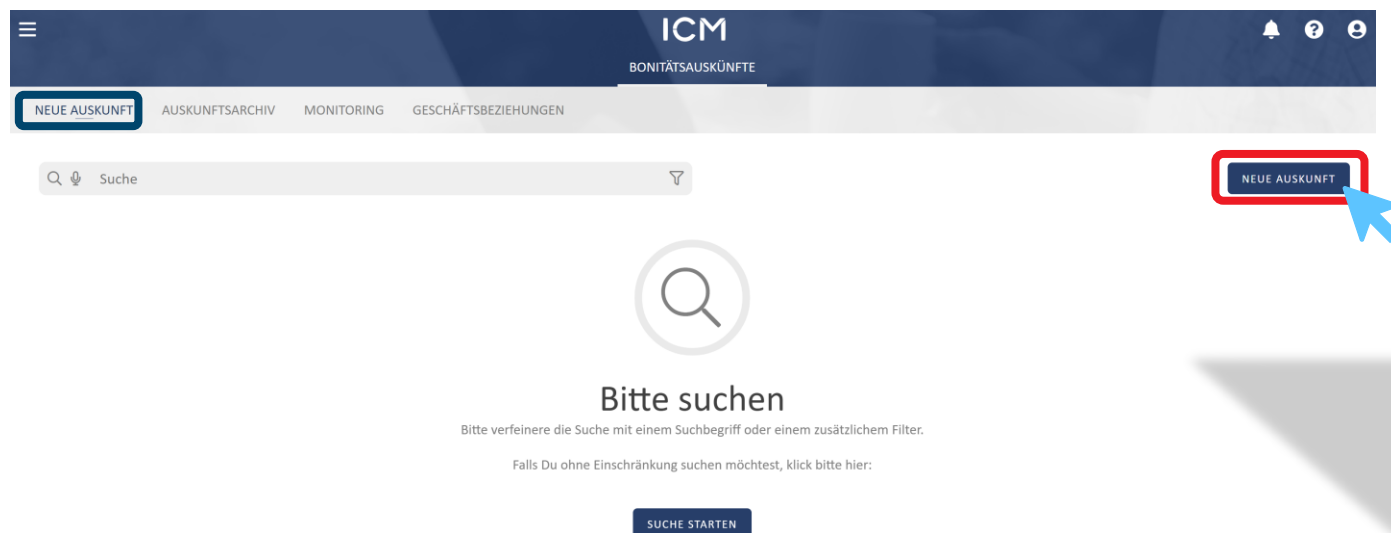 ICM
BONITÄTSAUSKÜNFTE
NEUE AUSKUNFT AUSKUNFTSARCHIV MONITORING GESCHÄFTSBEZIEHUNGEN
Suche
NEUE AUSKUNFT
Bitte suchen
Bitte verfeinere die Suche mit einem Suchbegriff oder einem zusätzlichem Filter.
Falls Du ohne Einschränkung suchen möchtest, klick bitte hier:
SUCHE STARTEN